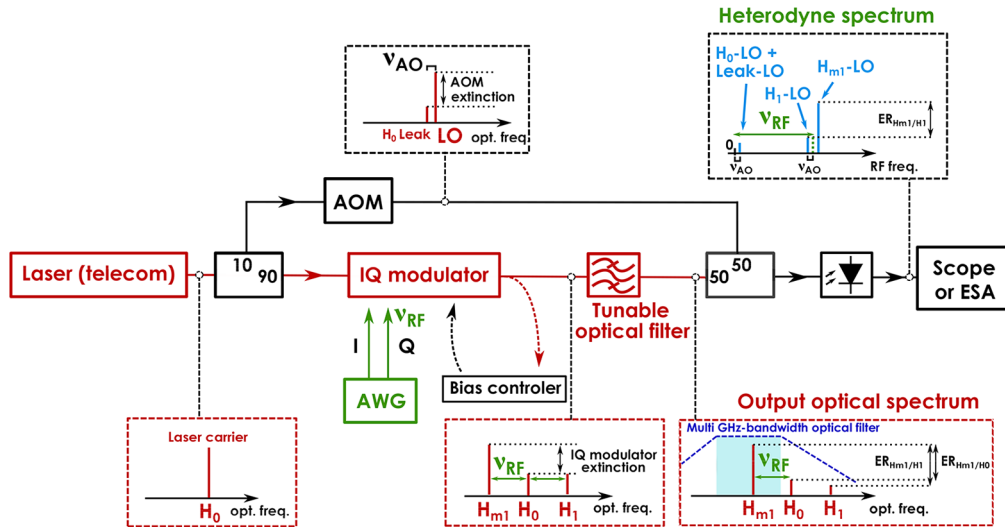 Heterodyne spectrum
H0-LO +
Leak-LO
Hm1-LO
H1-LO
νRF
ERHm1/H1
0
νAO
νAO
RF freq.
νAO
AOM
extinction
H0 Leak
LO
opt. freq.
AOM
Laser (telecom)
10
90
IQ modulator
Tunable
optical filter
50
50
Scope
or ESA
νRF
I
Q
AWG
Bias controler
Laser carrier
H0
opt. freq.
IQ modulator
extinction
νRF
Hm1
H0
H1
opt. freq.
Output optical spectrum
Multi GHz-bandwidth optical filter
νRF
ERHm1/H1
ERHm1/H0
Hm1
H0
H1
opt. freq.